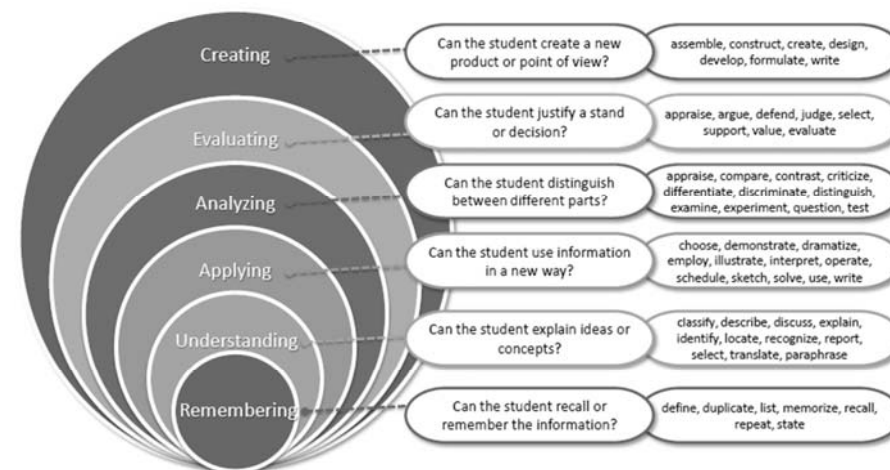 Creating
Can the student create a new
product or point of view?
assemble, construct, create, design,
develop, formulate, write
Evaluating
Can the student justify a stand
or decision?
appraise, argue, defend, judge, select,
support, value, evaluate
Analyzing
Can the student distinguish
between different parts?
appraise, compare, contrast, criticize,
differentiate, discriminate, distinguish,
examine, experiment, question, test
Applying
Can the student use information
in a new way?
choose, demonstrate, dramatize,
employ, illustrate, interpret, operate,
schedule, sketch, solve, use, write
Understanding
Can the student explain ideas or
concepts?
classify, describe, discuss, explain,
identify, locate, recognize, report,
select, translate, paraphrase
Remembering
Can the student recall or
remember the information?
define, duplicate, list, memorize, recall,
repeat, state